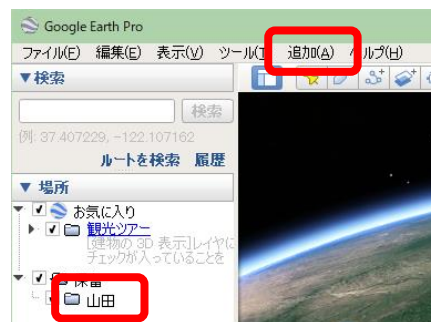 Google Earth Pro
ファイル(F) 編集(E) 表示(V) ツール(T) 追加(A) ヘルプ(H)
▼検索
検索
例: 37.407229, -122.107162
ルートを検索 履歴
▼ 場所
お気に入り
観光ツアー
[建物の 3D 表示]レイヤに
チェックが入っていることを
保留
山田